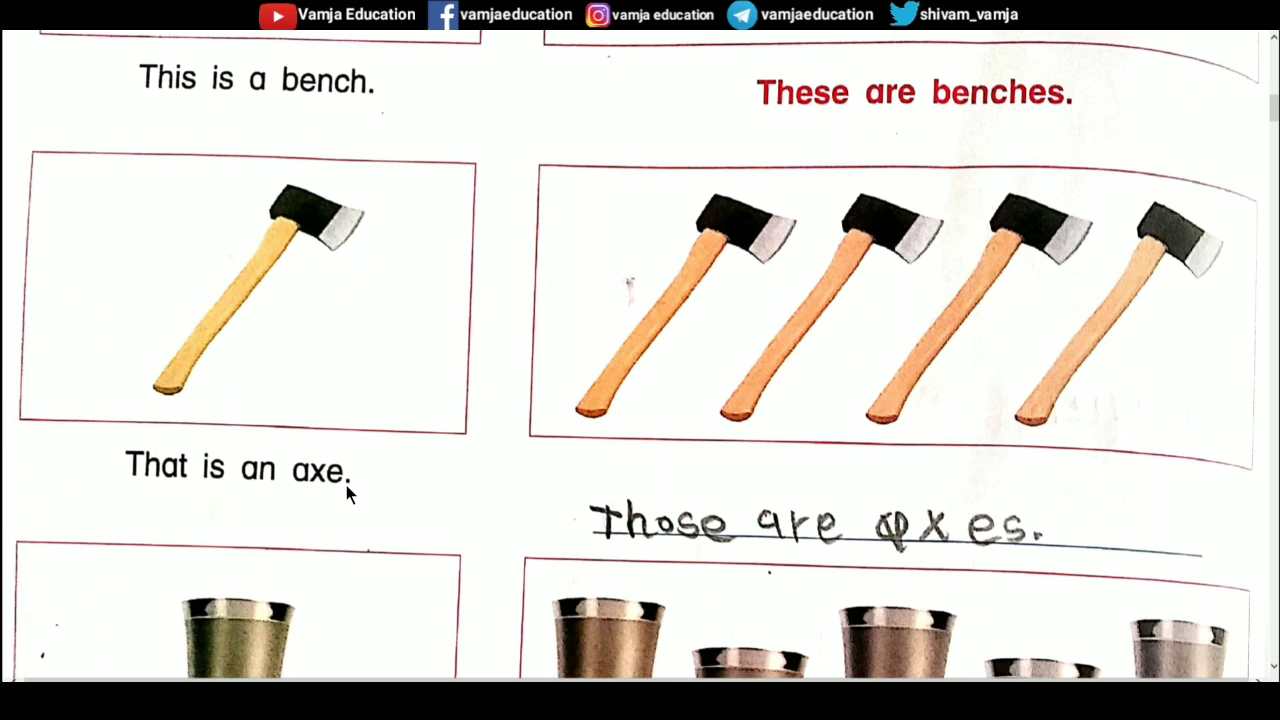 Vamja Education vamjaeducation vamja education vamjaeducation shivam_vamja
This is a bench.
These are benches.
That is an axe.
Those are axes.